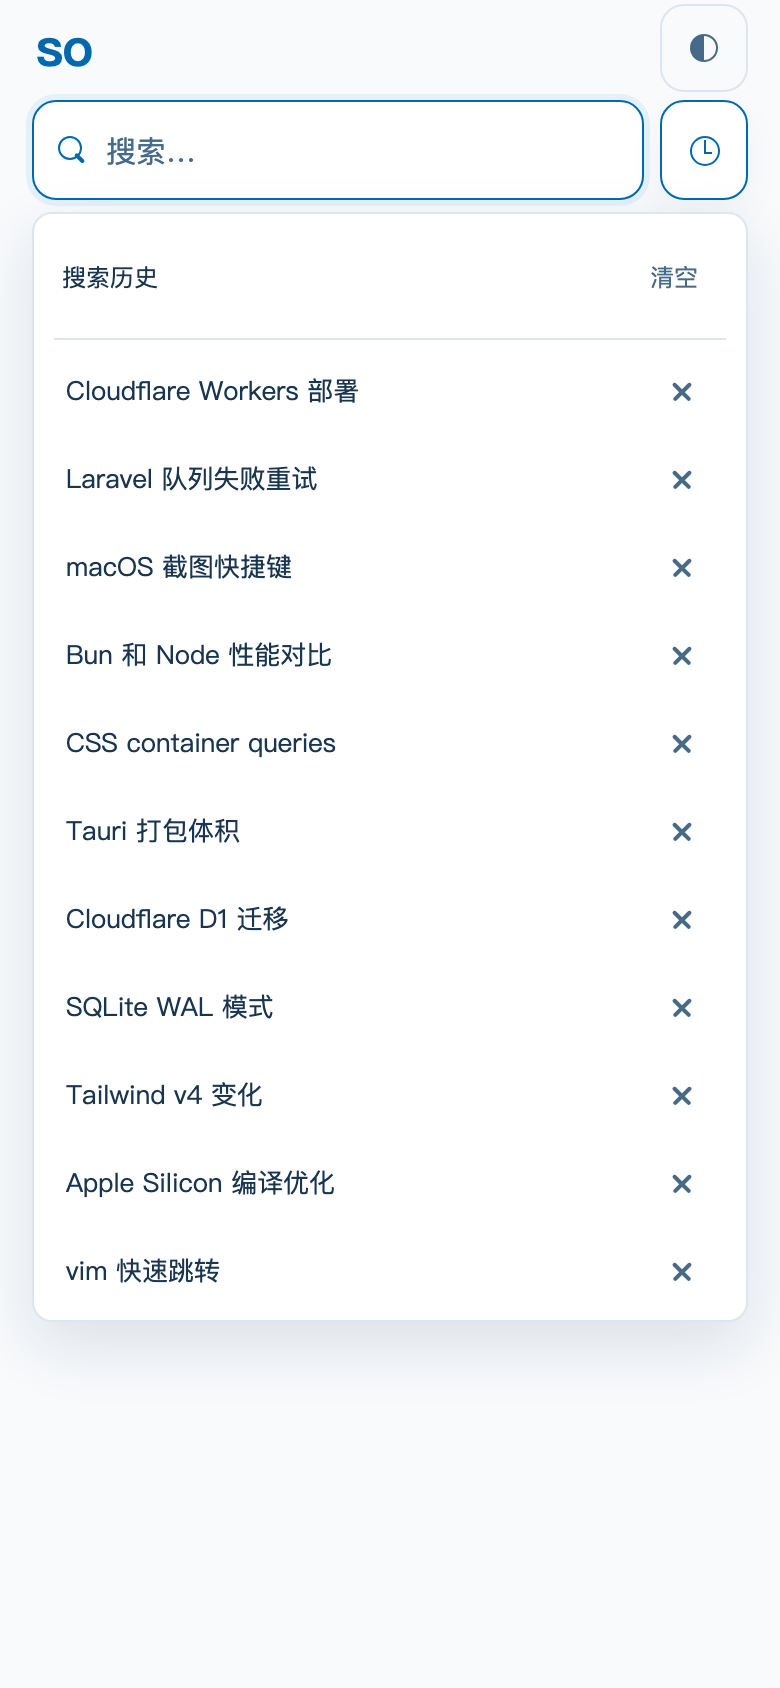 so
搜索...
搜索历史
清空
Cloudflare Workers 部署
Laravel 队列失败重试
macOS 截图快捷键
Bun 和 Node 性能对比
CSS container queries
Tauri 打包体积
Cloudflare D1 迁移
SQLite WAL 模式
Tailwind v4 变化
Apple Silicon 编译优化
vim 快速跳转